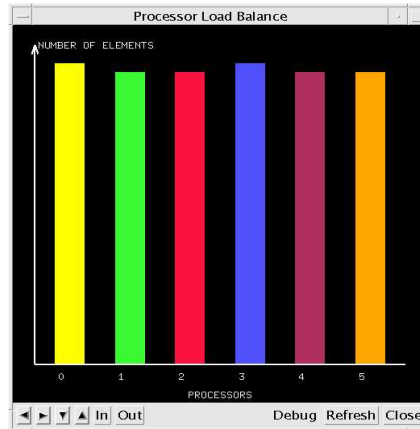 Processor Load Balance
NUMBER OF ELEMENTS
0 1 2 3 4 5
PROCESSORS
In Out Debug Refresh Close